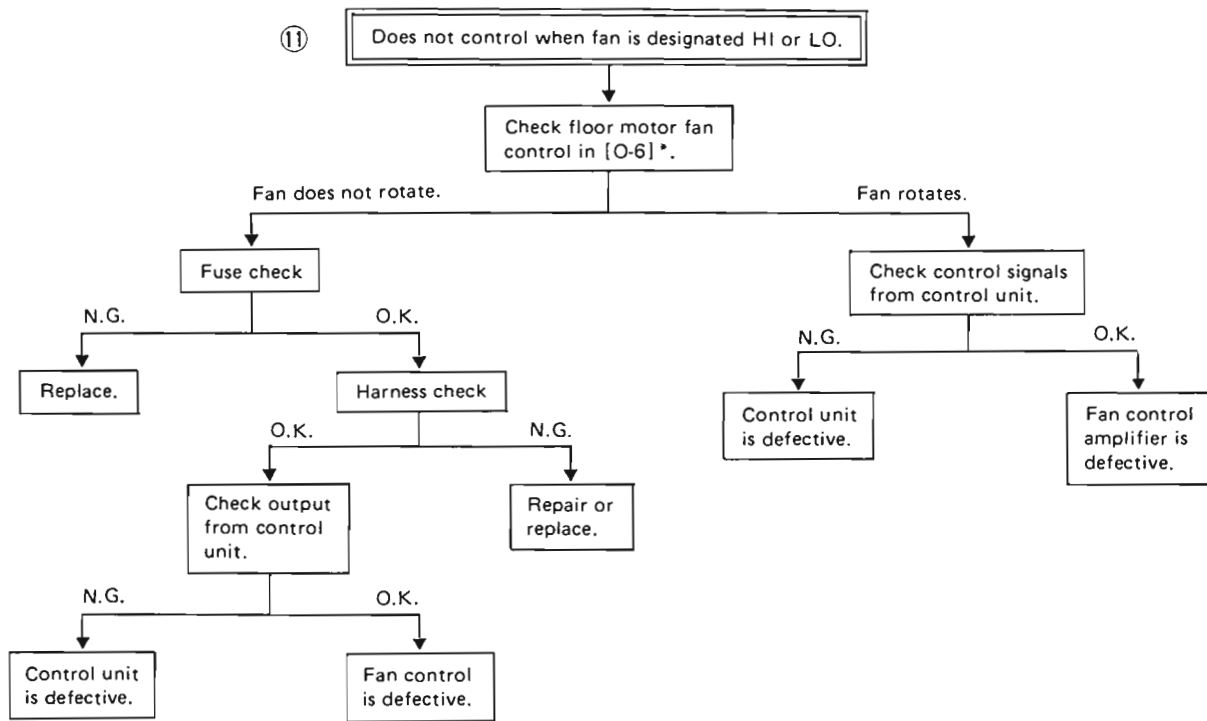 ⑪
Does not control when fan is designated HI or LO.
Check floor motor fan
control in [O-6]*.
Fan does not rotate.
Fan rotates.
Fuse check
Check control signals
from control unit.
N.G.
O.K.
N.G.
O.K.
Replace.
Harness check
Control unit
is defective.
Fan control
amplifier is
defective.
O.K.
N.G.
Check output
from control
unit.
Repair or
replace.
N.G.
O.K.
Control unit
is defective.
Fan control
is defective.